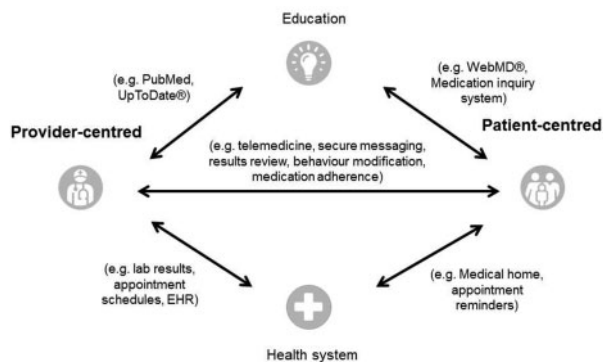 Education
(e.g. PubMed,
UpToDate®)
(e.g. WebMD®,
Medication inquiry
system)
Provider-centred
Patient-centred
(e.g. telemedicine, secure messaging,
results review, behaviour modification,
medication adherence)
(e.g. lab results,
appointment
schedules, EHR)
(e.g. Medical home,
appointment
reminders)
Health system